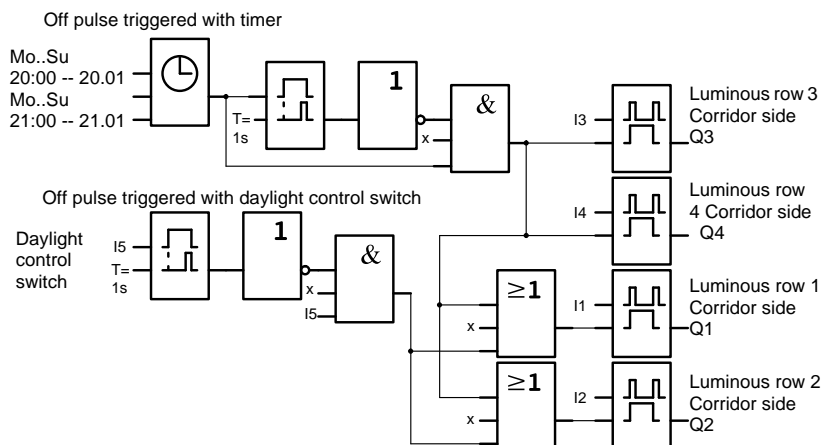 Off pulse triggered with timer
Mo..Su
20:00 -- 20.01
Mo..Su
21:00 -- 21.01
T=
1s
1
x
&
I3
Luminous row 3
Corridor side
Q3
I4
Luminous row
4 Corridor side
Q4
Off pulse triggered with daylight control switch
Daylight
control
switch
I5
T=
1s
1
x
I5
&
≥1
x
I1
Luminous row 1
Corridor side
Q1
≥1
x
I2
Luminous row 2
Corridor side
Q2